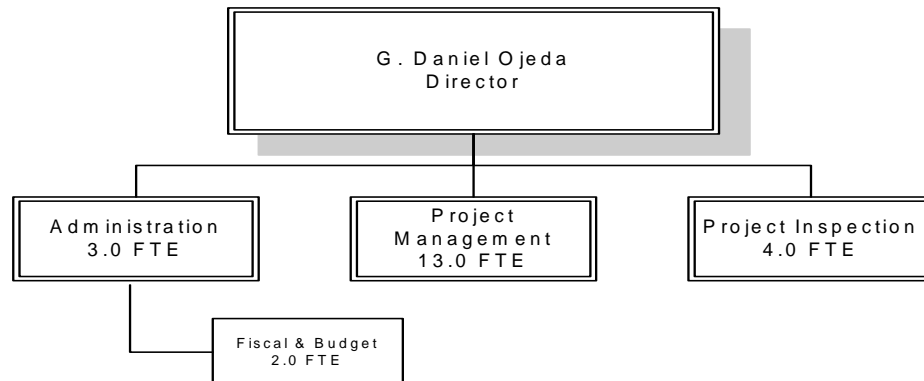 G. Daniel Ojeda
Director
Administration
3.0 FTE
Project
Management
13.0 FTE
Project Inspection
4.0 FTE
Fiscal & Budget
2.0 FTE